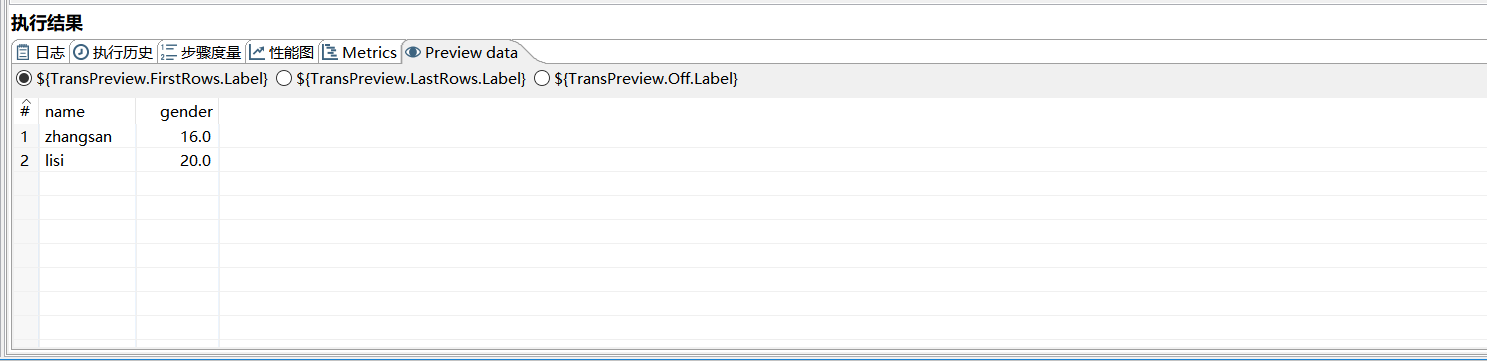 执行结果
日志 执行历史 步骤度量 性能图 Metrics Preview data
${TransPreview.FirstRows.Label} ${TransPreview.LastRows.Label} ${TransPreview.Off.Label}
# name gender
1 zhangsan 16.0
2 lisi 20.0